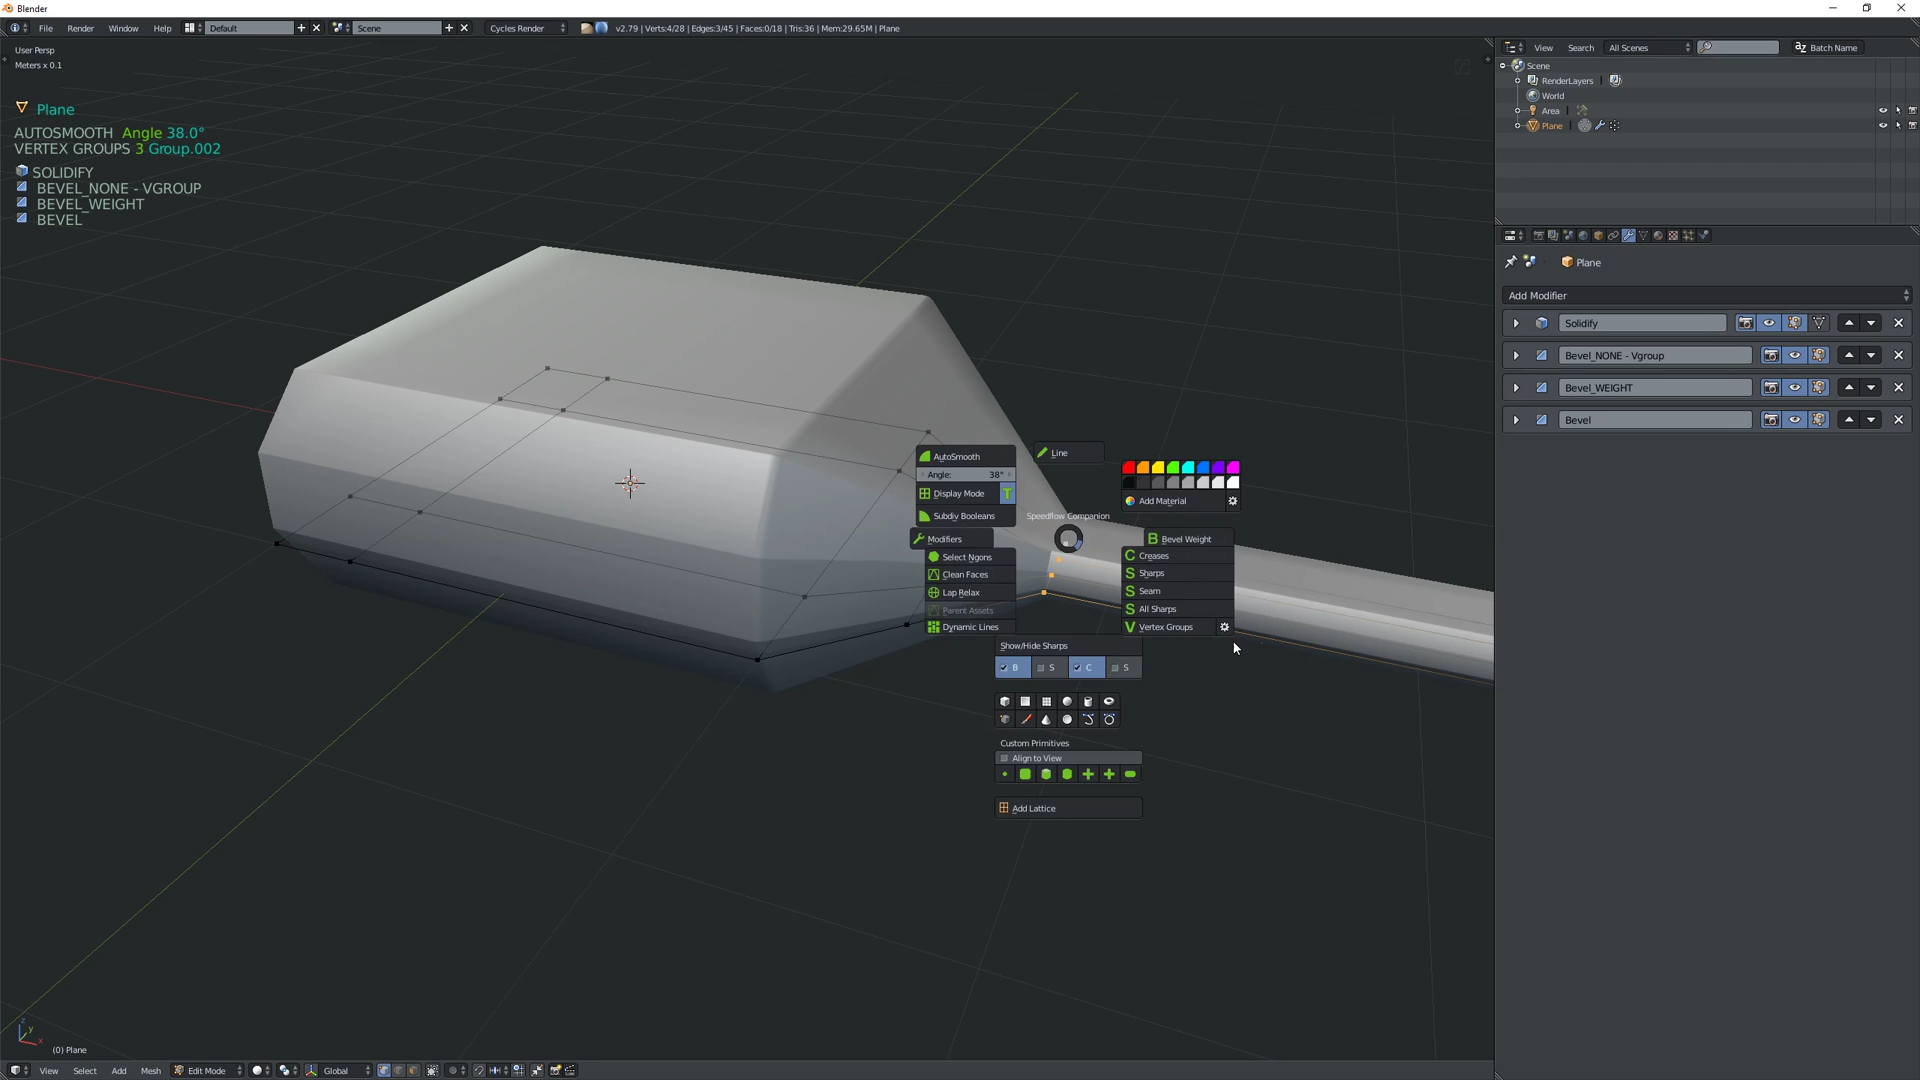 Blender
File Render Window Help Default Scene Cycles Render v2.79 | Verts:4/28 | Edges:3/45 | Faces:0/18 | Tris:36 | Mem:29.65M | Plane
View Search All Scenes Batch Name
User Persp
Meters x 0.1
Scene
RenderLayers
World
Area
Plane
Plane
AUTOSMOOTH Angle 38.0°
VERTEX GROUPS 3 Group.002
SOLIDIFY
BEVEL_NONE - VGROUP
BEVEL_WEIGHT
BEVEL
Plane
Add Modifier
Solidify
Bevel_NONE - Vgroup
Bevel_WEIGHT
Bevel
AutoSmooth
Angle: 38°
Display Mode
Subdiv Booleans
Line
Add Material
Speedflow Companion
Modifiers
Select Ngons
Clean Faces
Lap Relax
Parent Assets
Dynamic Lines
B Bevel Weight
C Creases
S Sharps
S Seam
S All Sharps
V Vertex Groups
Show/Hide Sharps
B S C S
Custom Primitives
Align to View
Add Lattice
z
y
x
(0) Plane
View Select Add Mesh Edit Mode Global